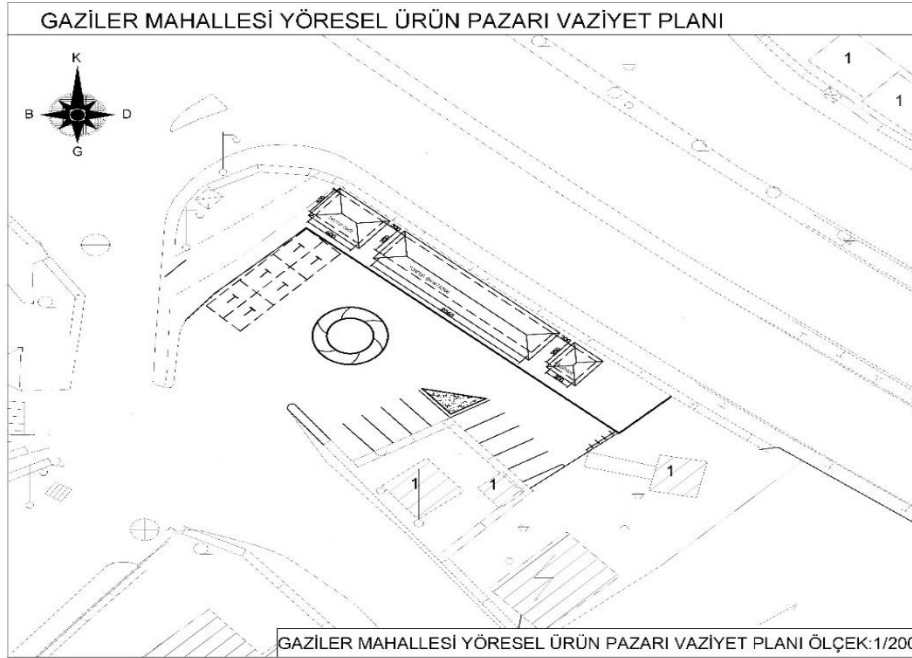 GAZİLER MAHALLESİ YÖRESEL ÜRÜN PAZARI VAZİYET PLANI
K
B D
G
1
1
1
1
1
GAZİLER MAHALLESİ YÖRESEL ÜRÜN PAZARI VAZİYET PLANI ÖLÇEK:1/200